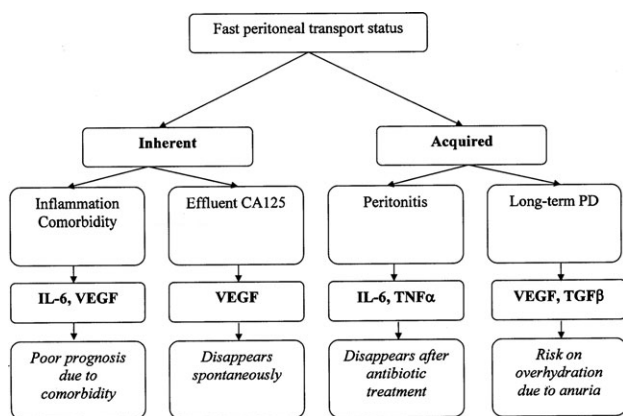 Fast peritoneal transport status
Inherent
Acquired
Inflammation
Comorbidity
Effluent CA125
Peritonitis
Long-term PD
IL-6, VEGF
VEGF
IL-6, TNFα
VEGF, TGFβ
Poor prognosis
due to
comorbidity
Disappears
spontaneously
Disappears after
antibiotic
treatment
Risk on
overhydration
due to anuria